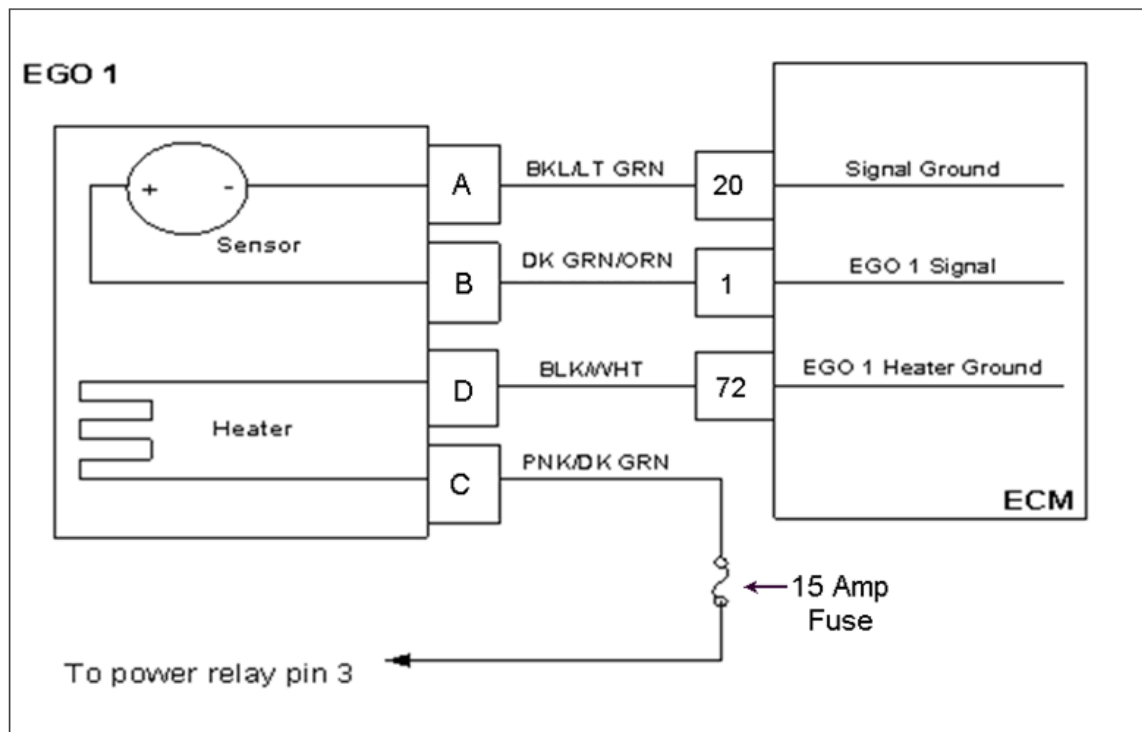 EGO 1
A
BKL/LT GRN
20
Signal Ground
Sensor
B
DK GRN/ORN
1
EGO 1 Signal
D
BLK/WHT
72
EGO 1 Heater Ground
Heater
C
PNK/DK GRN
ECM
15 Amp
Fuse
To power relay pin 3
+
-